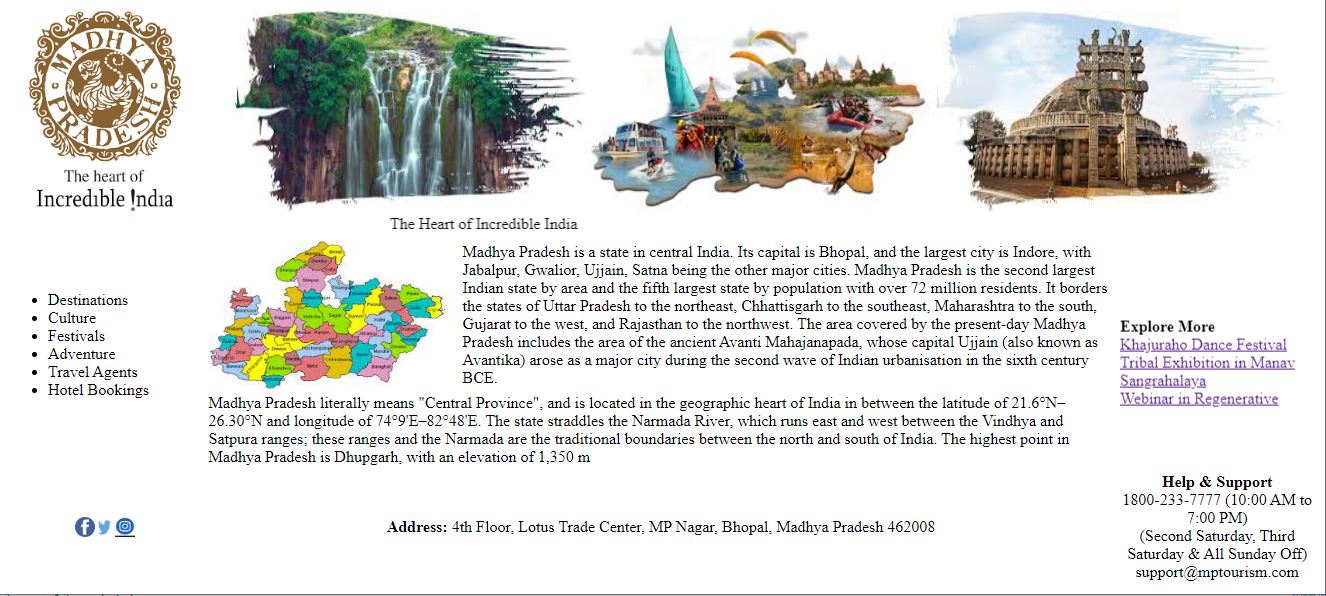 MADHYA PRADESH
The heart of
Incredıble !ndıa
The Heart of Incredible India
Destinations
Culture
Festivals
Adventure
Travel Agents
Hotel Bookings
Madhya Pradesh is a state in central India. Its capital is Bhopal, and the largest city is Indore, with
Jabalpur, Gwalior, Ujjain, Satna being the other major cities. Madhya Pradesh is the second largest
Indian state by area and the fifth largest state by population with over 72 million residents. It borders
the states of Uttar Pradesh to the northeast, Chhattisgarh to the southeast, Maharashtra to the south,
Gujarat to the west, and Rajasthan to the northwest. The area covered by the present-day Madhya
Pradesh includes the area of the ancient Avanti Mahajanapada, whose capital Ujjain (also known as
Avantika) arose as a major city during the second wave of Indian urbanisation in the sixth century
BCE.
Madhya Pradesh literally means "Central Province", and is located in the geographic heart of India in between the latitude of 21.6°N–
26.30°N and longitude of 74°9'E–82°48'E. The state straddles the Narmada River, which runs east and west between the Vindhya and
Satpura ranges; these ranges and the Narmada are the traditional boundaries between the north and south of India. The highest point in
Madhya Pradesh is Dhupgarh, with an elevation of 1,350 m
Explore More
Khajuraho Dance Festival
Tribal Exhibition in Manav
Sangrahalaya
Webinar in Regenerative
Address: 4th Floor, Lotus Trade Center, MP Nagar, Bhopal, Madhya Pradesh 462008
Help & Support
1800-233-7777 (10:00 AM to
7:00 PM)
(Second Saturday, Third
Saturday & All Sunday Off)
support@mptourism.com